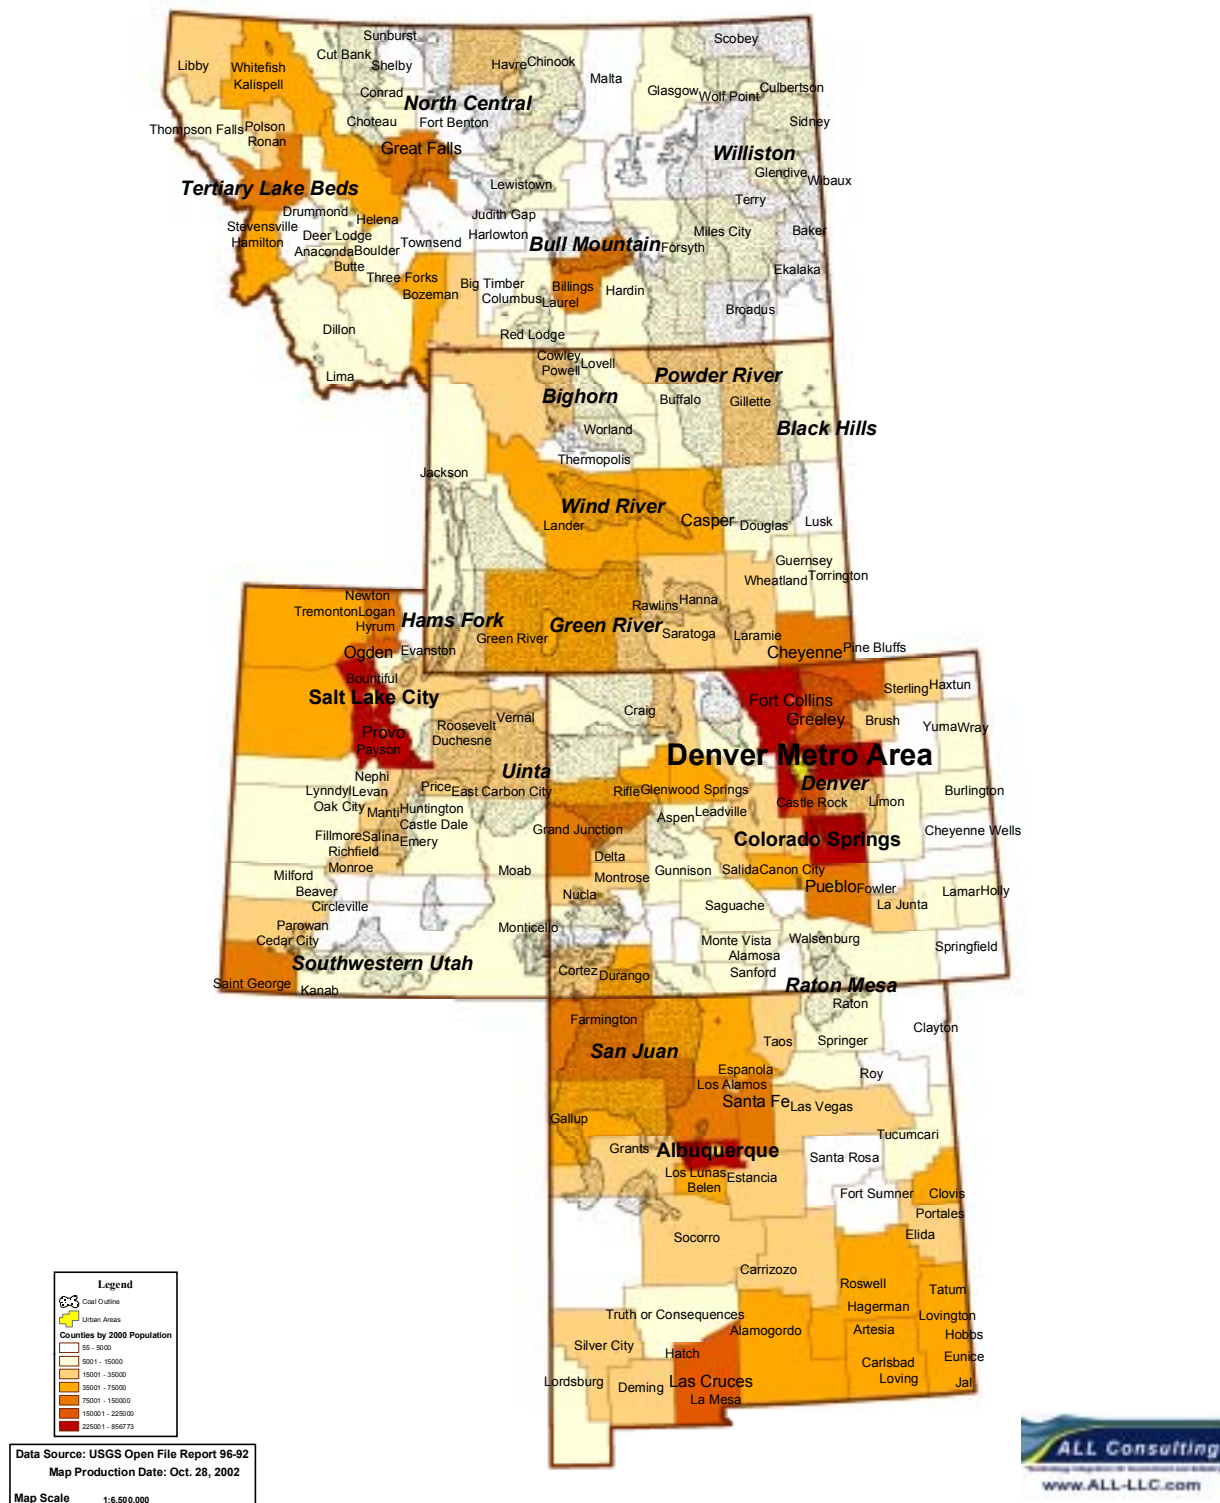 Sunburst
Scobey
Cut Bank
Shelby
Libby
Whitefish
Havre
Chinook
Malta
Kalispell
Glasgow
Wolf Point
Culbertson
Conrad
North Central
Choteau
Fort Benton
Sidney
Thompson Falls
Polson
Ronan
Great Falls
Williston
Glendive
Wibaux
Tertiary Lake Beds
Lewistown
Terry
Drummond
Helena
Judith Gap
Stevensville
Deer Lodge
Harlowton
Miles City
Baker
Hamilton
Townsend
Bull Mountain
Forsyth
Anaconda
Boulder
Butte
Three Forks
Big Timber
Billings
Hardin
Ekalaka
Bozeman
Columbus
Laurel
Broadus
Dillon
Red Lodge
Lima
Cowley
Lovell
Powell
Powder River
Bighorn
Buffalo
Gillette
Worland
Black Hills
Thermopolis
Jackson
Wind River
Lander
Casper
Douglas
Lusk
Guernsey
Wheatland
Torrington
Newton
Tremonton
Logan
Hyrum
Hams Fork
Green River
Green River
Rawlins
Hanna
Saratoga
Laramie
Cheyenne
Pine Bluffs
Ogden
Evanston
Bountiful
Salt Lake City
Fort Collins
Sterling
Haxtun
Craig
Greeley
Brush
Yuma
Wray
Provo
Payson
Roosevelt
Vernal
Duchesne
Denver Metro Area
Uinta
Denver
Nephi
Lynndyl
Levan
Price
East Carbon City
Rifle
Glenwood Springs
Castle Rock
Limon
Burlington
Oak City
Manti
Huntington
Castle Dale
Aspen
Leadville
Grand Junction
Colorado Springs
Cheyenne Wells
Fillmore
Salina
Emery
Richfield
Monroe
Delta
Montrose
Gunnison
Salida
Canon City
Moab
Milford
Beaver
Circleville
Nucla
Pueblo
Fowler
La Junta
Lamar
Holly
Saguache
Parowan
Cedar City
Monticello
Monte Vista
Alamosa
Walsenburg
Springfield
Southwestern Utah
Sanford
Cortez
Durango
Saint George
Kanab
Raton Mesa
Raton
Farmington
Taos
Springer
Clayton
San Juan
Espanola
Roy
Los Alamos
Santa Fe
Las Vegas
Gallup
Tucumcari
Grants
Albuquerque
Santa Rosa
Los Lunas
Estancia
Belen
Fort Sumner
Clovis
Portales
Socorro
Elida
Carrizozo
Roswell
Tatum
Hagerman
Truth or Consequences
Lovington
Alamogordo
Artesia
Hobbs
Silver City
Hatch
Eunice
Carlsbad
Lordsburg
Deming
Las Cruces
Loving
Jal
La Mesa
Legend
Coal Outline
Urban Areas
Counties by 2000 Population
55 - 5000
5001 - 15000
15001 - 35000
35001 - 75000
75001 - 150000
150001 - 225000
225001 - 856773
Data Source: USGS Open File Report 96-92
Map Production Date: Oct. 28, 2002
Map Scale 1:6,500,000
ALL Consulting
www.ALL-LLC.com